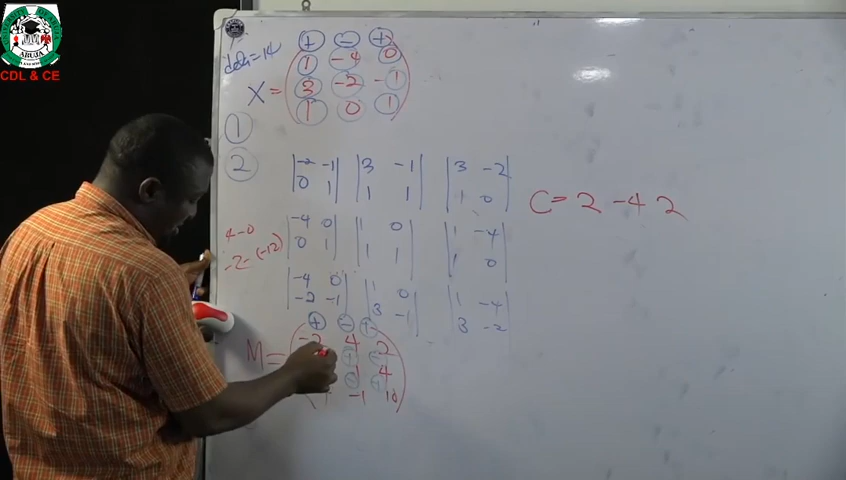 ABUJA
CDL & CE
det=14
+ - +
1 -4 0
X = 3 -2 -1
1 0 1
1
2
|-2 -1| |3 -1| |3 -2|
|0 1| |1 1| |1 0|
C= 2 -4 2
4-0
-2-(-12)
|-4 0| |1 0| |1 -4|
|0 1| |1 1| |1 0|
|-4 0| |1 0| |1 -4|
|-2 -1| |3 -1| |3 -2|
+ - +
M = -2 4 2
1 4
-1 10